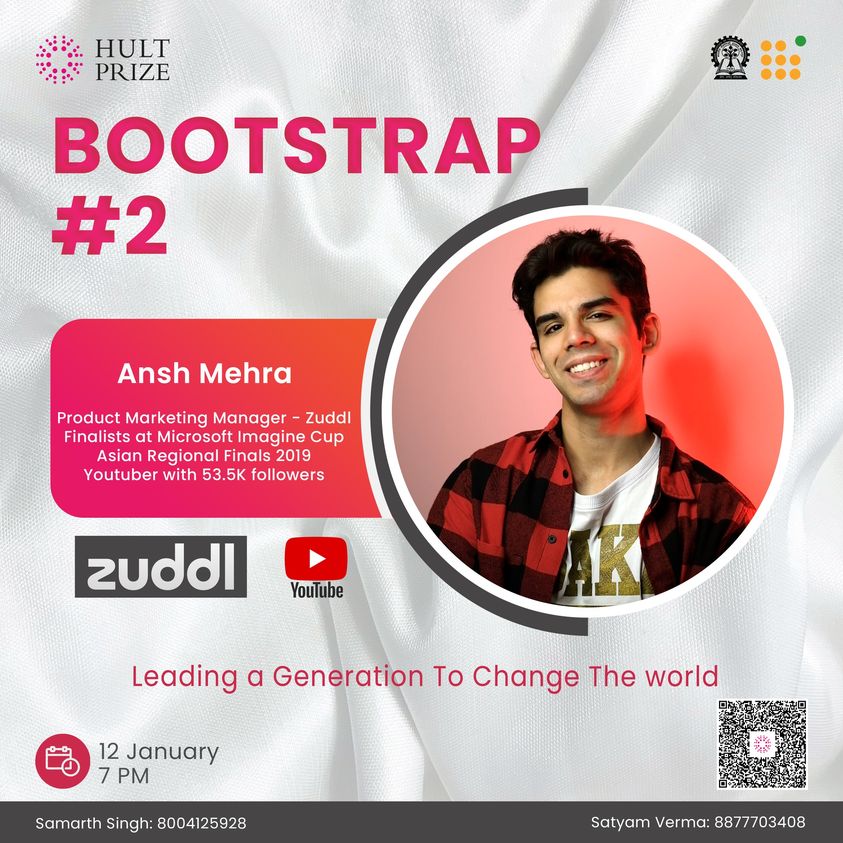 HULT
PRIZE
BOOTSTRAP
#2
Ansh Mehra
Product Marketing Manager - Zuddl
Finalists at Microsoft Imagine Cup
Asian Regional Finals 2019
Youtuber with 53.5K followers
zuddl
YouTube
AK
Leading a Generation To Change The world
12 January
7 PM
Samarth Singh: 8004125928
Satyam Verma: 8877703408